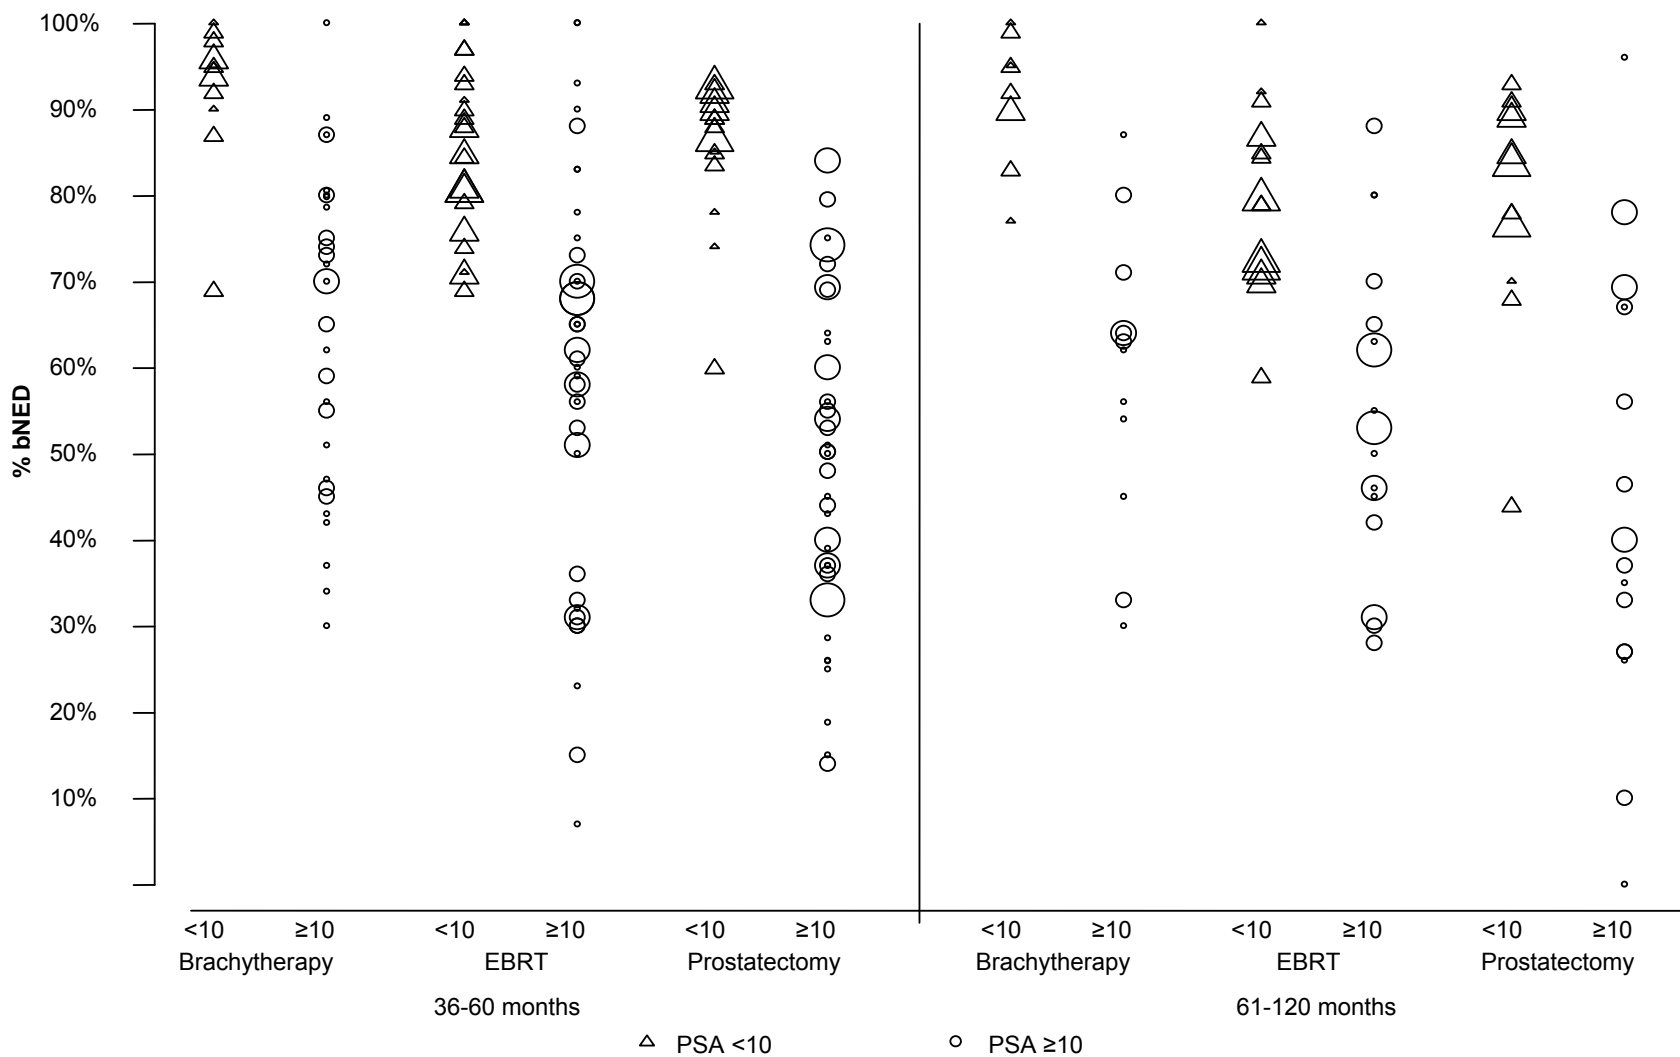 100%
90%
80%
70%
60%
50%
40%
30%
20%
10%
% bNED
<10 ≥10 <10 ≥10 <10 ≥10 <10 ≥10 <10 ≥10 <10 ≥10
Brachytherapy EBRT Prostatectomy Brachytherapy EBRT Prostatectomy
36-60 months 61-120 months
PSA <10 PSA ≥10